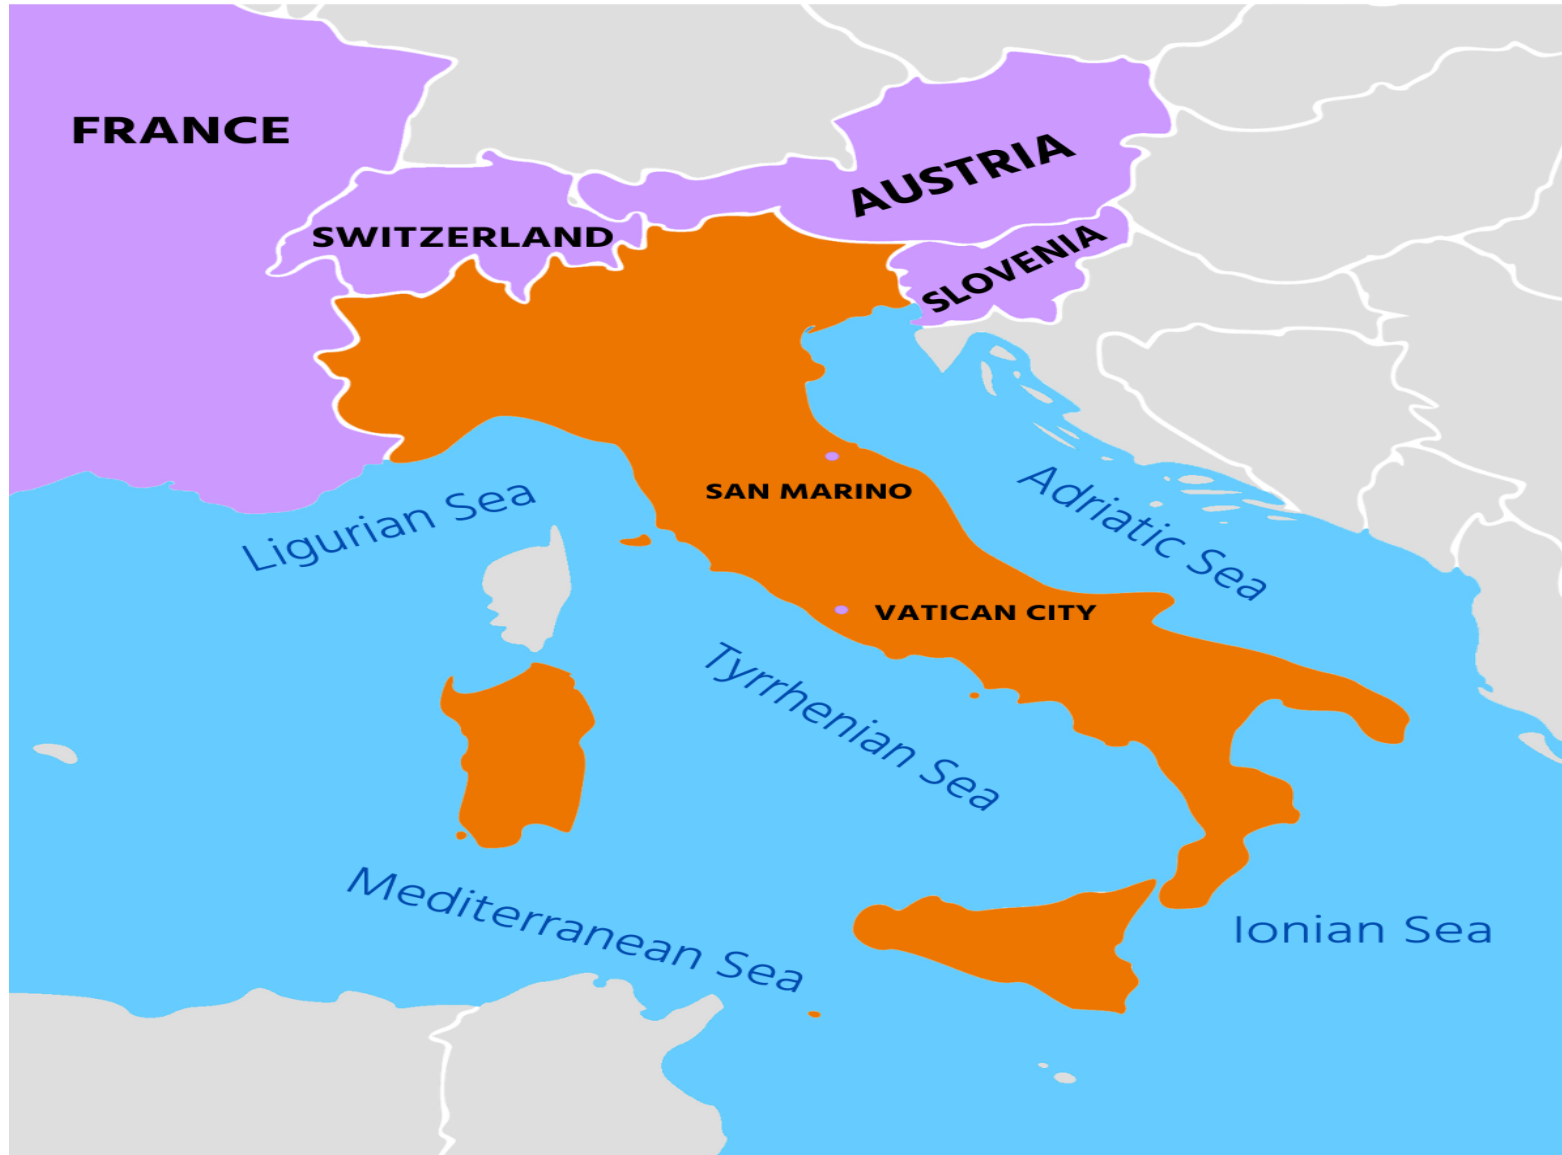 FRANCE
AUSTRIA
SWITZERLAND
SLOVENIA
Ligurian Sea
SAN MARINO
Adriatic Sea
VATICAN CITY
Tyrrhenian Sea
Mediterranean Sea
Ionian Sea